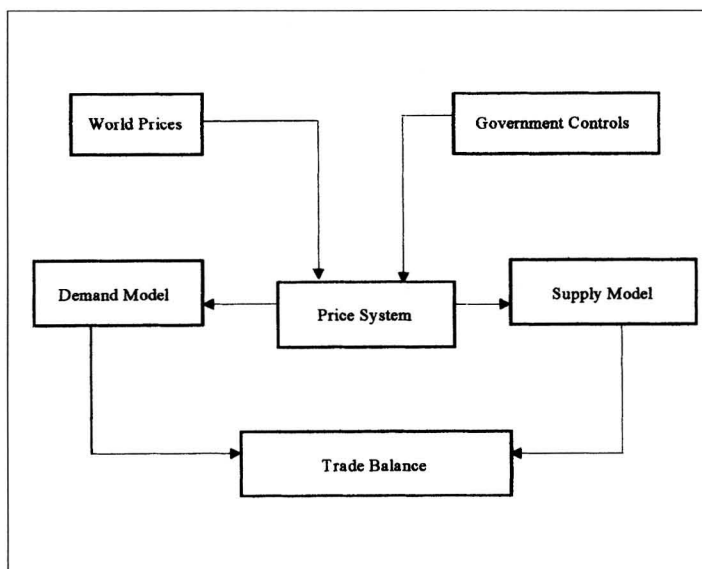 World Prices
Government Controls
Demand Model
Price System
Supply Model
Trade Balance